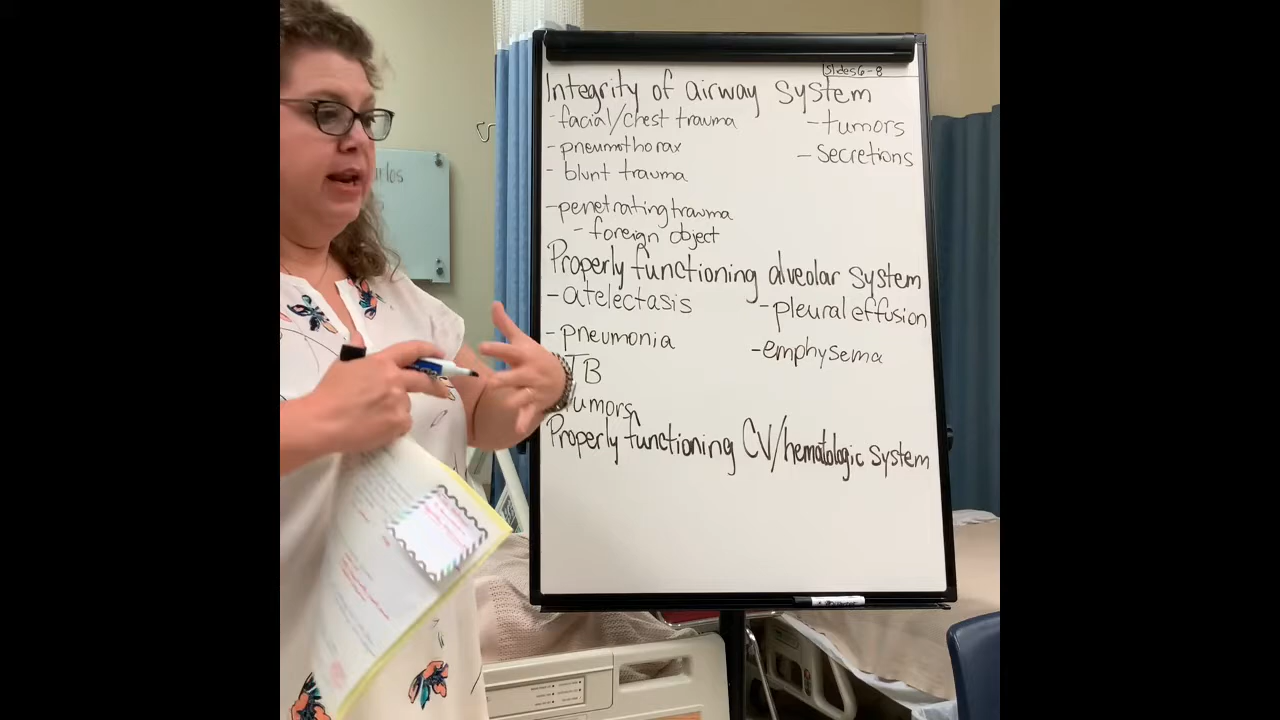 Slides 6-8
Integrity of airway system
- facial/chest trauma
- tumors
- pneumothorax
- secretions
- blunt trauma
- penetrating trauma
- foreign object
Properly functioning alveolar system
- atelectasis
- pleural effusion
- pneumonia
- emphysema
TB
tumors
Properly functioning CV/hematologic system